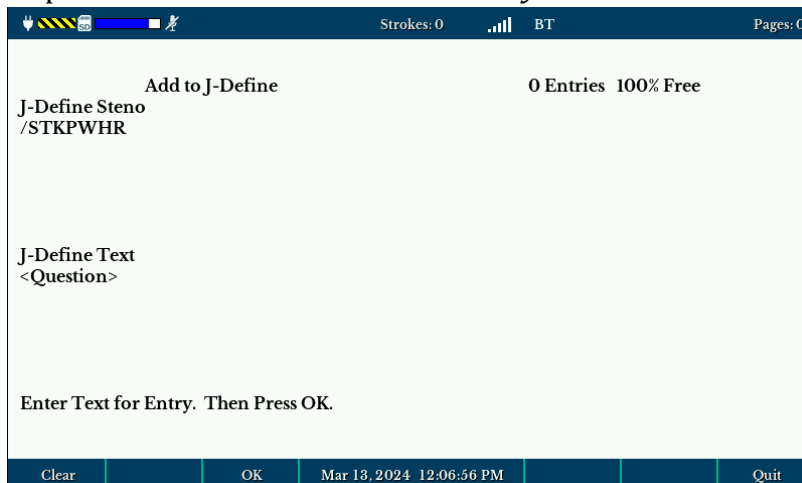 Strokes: 0 BT Pages: 0
Add to J-Define 0 Entries 100% Free
J-Define Steno
/STKPWHR
J-Define Text
<Question>
Enter Text for Entry. Then Press OK.
Clear OK Mar 13, 2024 12:06:56 PM Quit